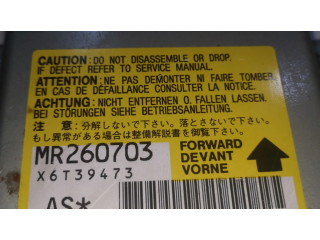 CAUTION: DO NOT DISASSEMBLE OR DROP.
IF DEFECT REFER TO SERVICE MANUAL.
ATTENTION: NE PAS DEMONTER NI FAIRE TOMBER
EN CAS DE DÉFAILLANCE CONSULTER LA NOTICE.
ACHTUNG: NICHT ENTFERNEN O. FALLEN LASSEN.
BEI STÖRUNGEN SIEHE BETRIEBSANLEITUNG.
注意: 分解しないで下さい。落とさないで下さい。
もし異常がある場合は整備解説書を御覧下さい。
MR260703
X6T39473
FORWARD
DEVANT
VORNE
AS*